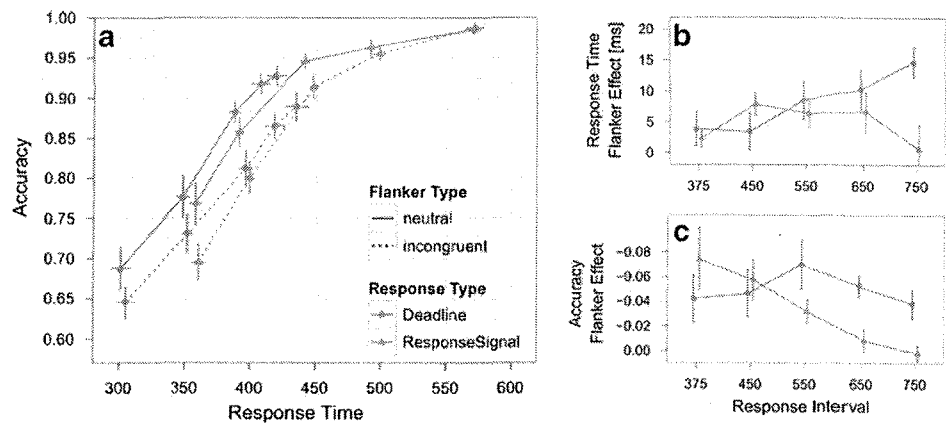 a
1.00
0.95
0.90
0.85
0.80
0.75
0.70
0.65
0.60
Accuracy
300 350 400 450 500 550 600
Response Time
Flanker Type
neutral
incongruent
Response Type
Deadline
ResponseSignal
b
Response Time
Flanker Effect [ms]
20
15
10
5
0
375 450 550 650 750
c
Accuracy
Flanker Effect
-0.08
-0.06
-0.04
-0.02
0.00
375 450 550 650 750
Response Interval